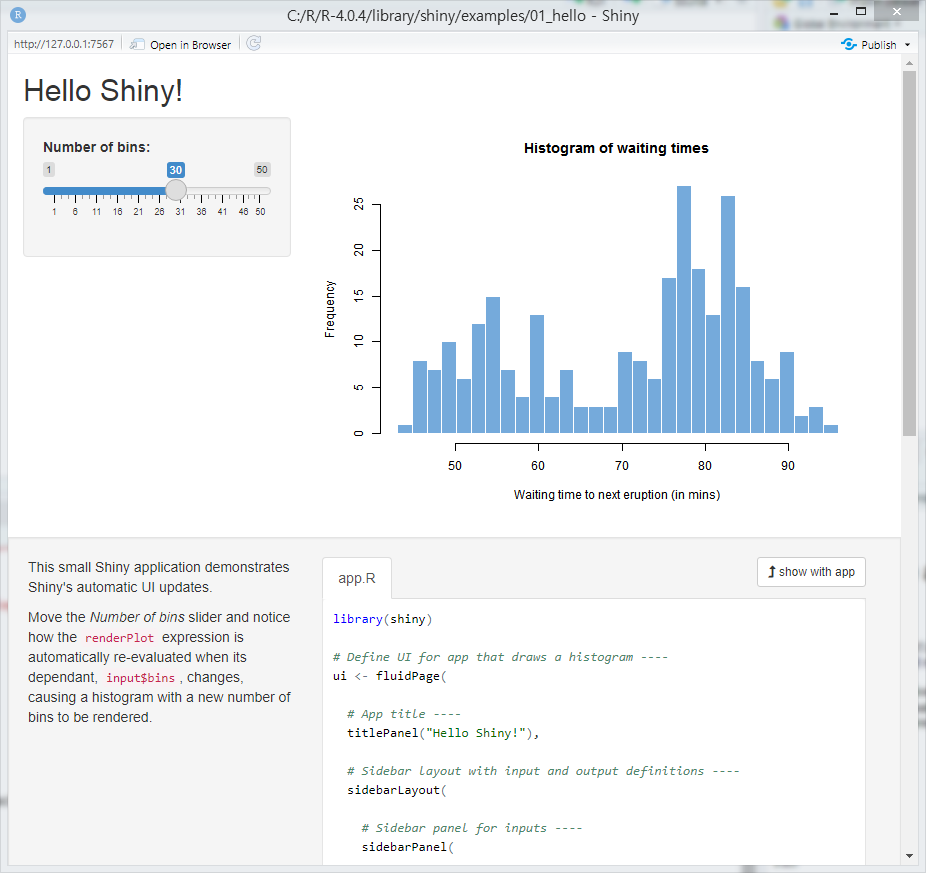 C:/R/R-4.0.4/library/shiny/examples/01_hello - Shiny
http://127.0.0.1:7567 Open in Browser Publish
Hello Shiny!
Number of bins:
1 30 50
1 6 11 16 21 26 31 36 41 46 50
Histogram of waiting times
Frequency
25
20
15
10
5
0
50 60 70 80 90
Waiting time to next eruption (in mins)
This small Shiny application demonstrates
Shiny's automatic UI updates.
Move the Number of bins slider and notice
how the renderPlot expression is
automatically re-evaluated when its
dependant, input$bins , changes,
causing a histogram with a new number of
bins to be rendered.
app.R
show with app
library(shiny)
# Define UI for app that draws a histogram ----
ui <- fluidPage(
# App title ----
titlePanel("Hello Shiny!"),
# Sidebar layout with input and output definitions ----
sidebarLayout(
# Sidebar panel for inputs ----
sidebarPanel(